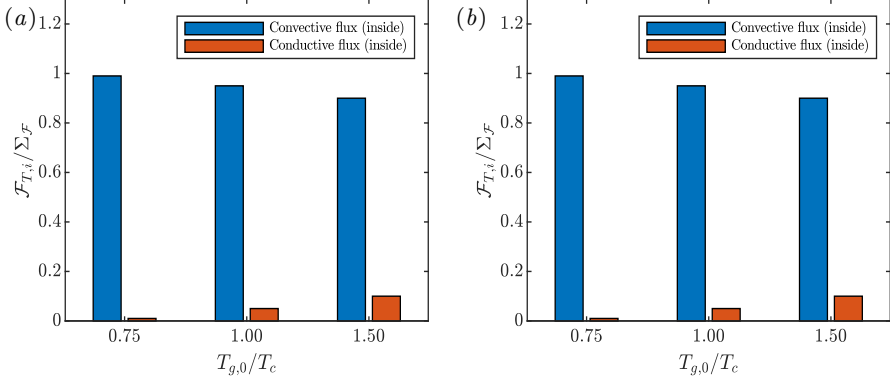 (a)
Convective flux (inside)
Conductive flux (inside)
1.2
1
0.8
0.6
0.4
0.2
0
ℱ_{T,i}/Σ_ℱ
0.75 1.00 1.50
T_{g,0}/T_c
(b)
Convective flux (inside)
Conductive flux (inside)
1.2
1
0.8
0.6
0.4
0.2
0
ℱ_{T,i}/Σ_ℱ
0.75 1.00 1.50
T_{g,0}/T_c